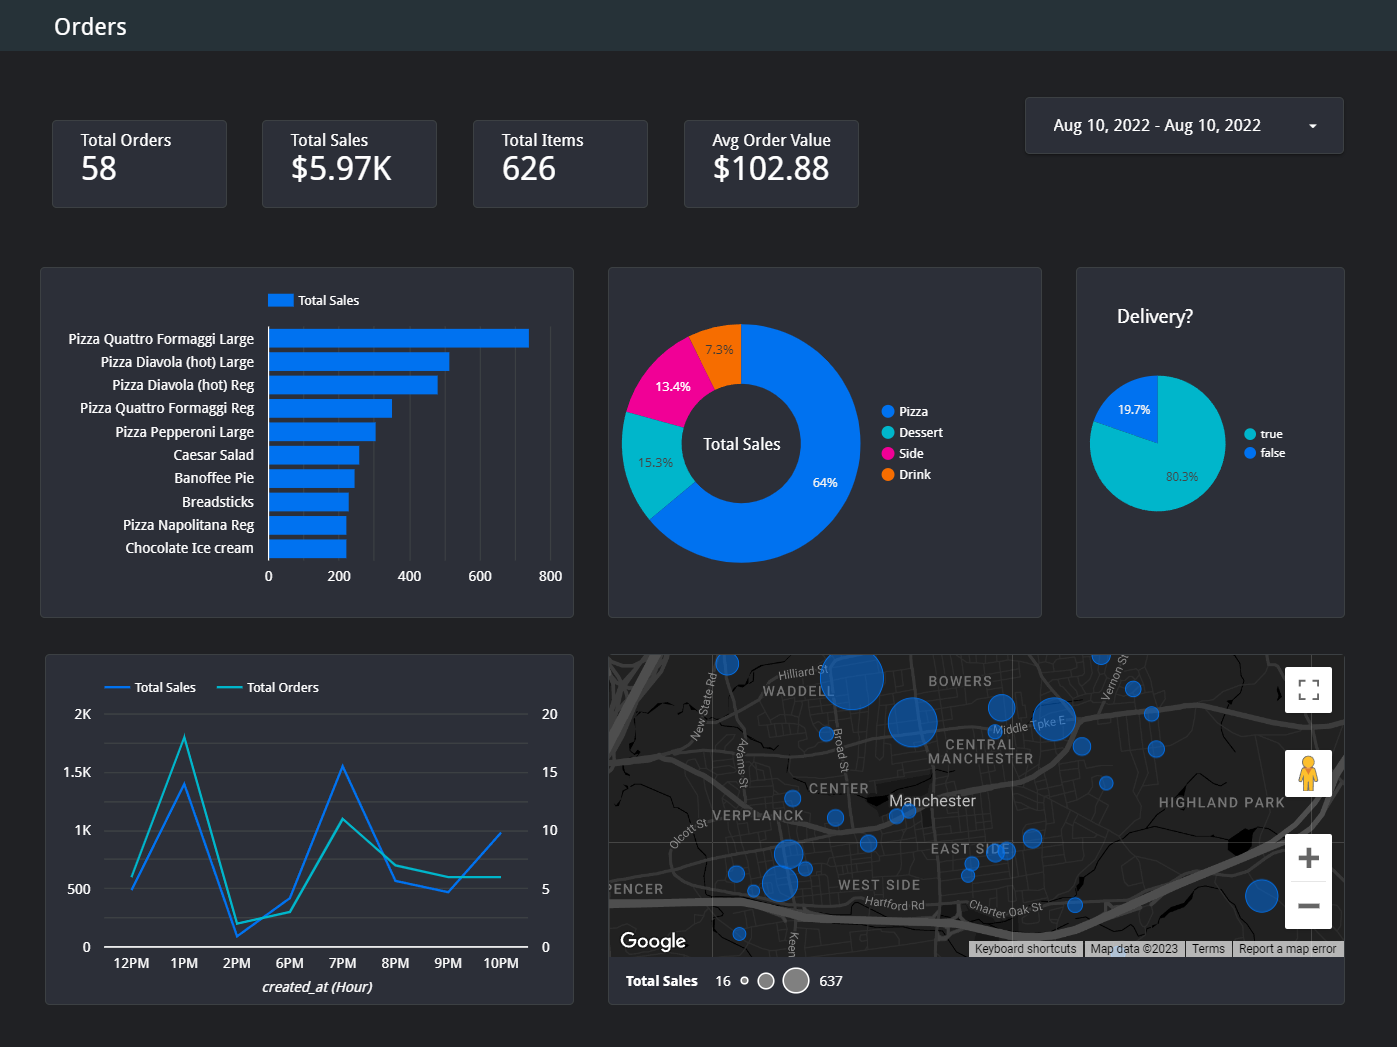 Orders
Total Orders
58
Total Sales
$5.97K
Total Items
626
Avg Order Value
$102.88
Aug 10, 2022 - Aug 10, 2022
Total Sales
Pizza Quattro Formaggi Large
Pizza Diavola (hot) Large
Pizza Diavola (hot) Reg
Pizza Quattro Formaggi Reg
Pizza Pepperoni Large
Caesar Salad
Banoffee Pie
Breadsticks
Pizza Napolitana Reg
Chocolate Ice cream
0 200 400 600 800
7.3%
13.4%
15.3%
64%
Total Sales
Pizza
Dessert
Side
Drink
Delivery?
19.7%
80.3%
true
false
Total Sales Total Orders
2K 20
1.5K 15
1K 10
500 5
0 0
12PM 1PM 2PM 6PM 7PM 8PM 9PM 10PM
created_at (Hour)
Hilliard St
WADDELL
BOWERS
Vernon St
New State Rd
Adams St
Broad St
Middle Tpke E
CENTRAL
MANCHESTER
CENTER
Manchester
HIGHLAND PARK
VERPLANCK
Olcott St
EAST SIDE
PENCER
WEST SIDE
Hartford Rd
Charter Oak St
Keen
Google
Keyboard shortcuts
Map data ©2023
Terms
Report a map error
Total Sales 16 637